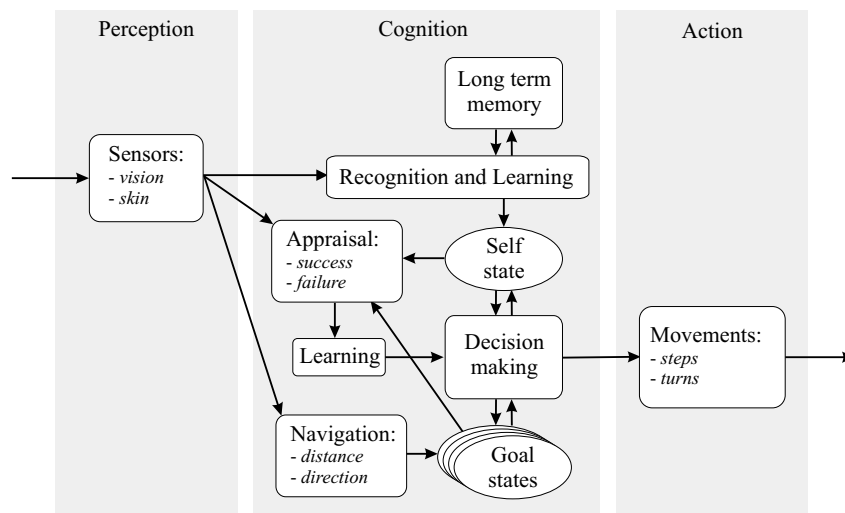 Perception
Cognition
Action
Long term
memory
Sensors:
- vision
- skin
Recognition and Learning
Appraisal:
- success
- failure
Self
state
Learning
Decision
making
Movements:
- steps
- turns
Navigation:
- distance
- direction
Goal
states